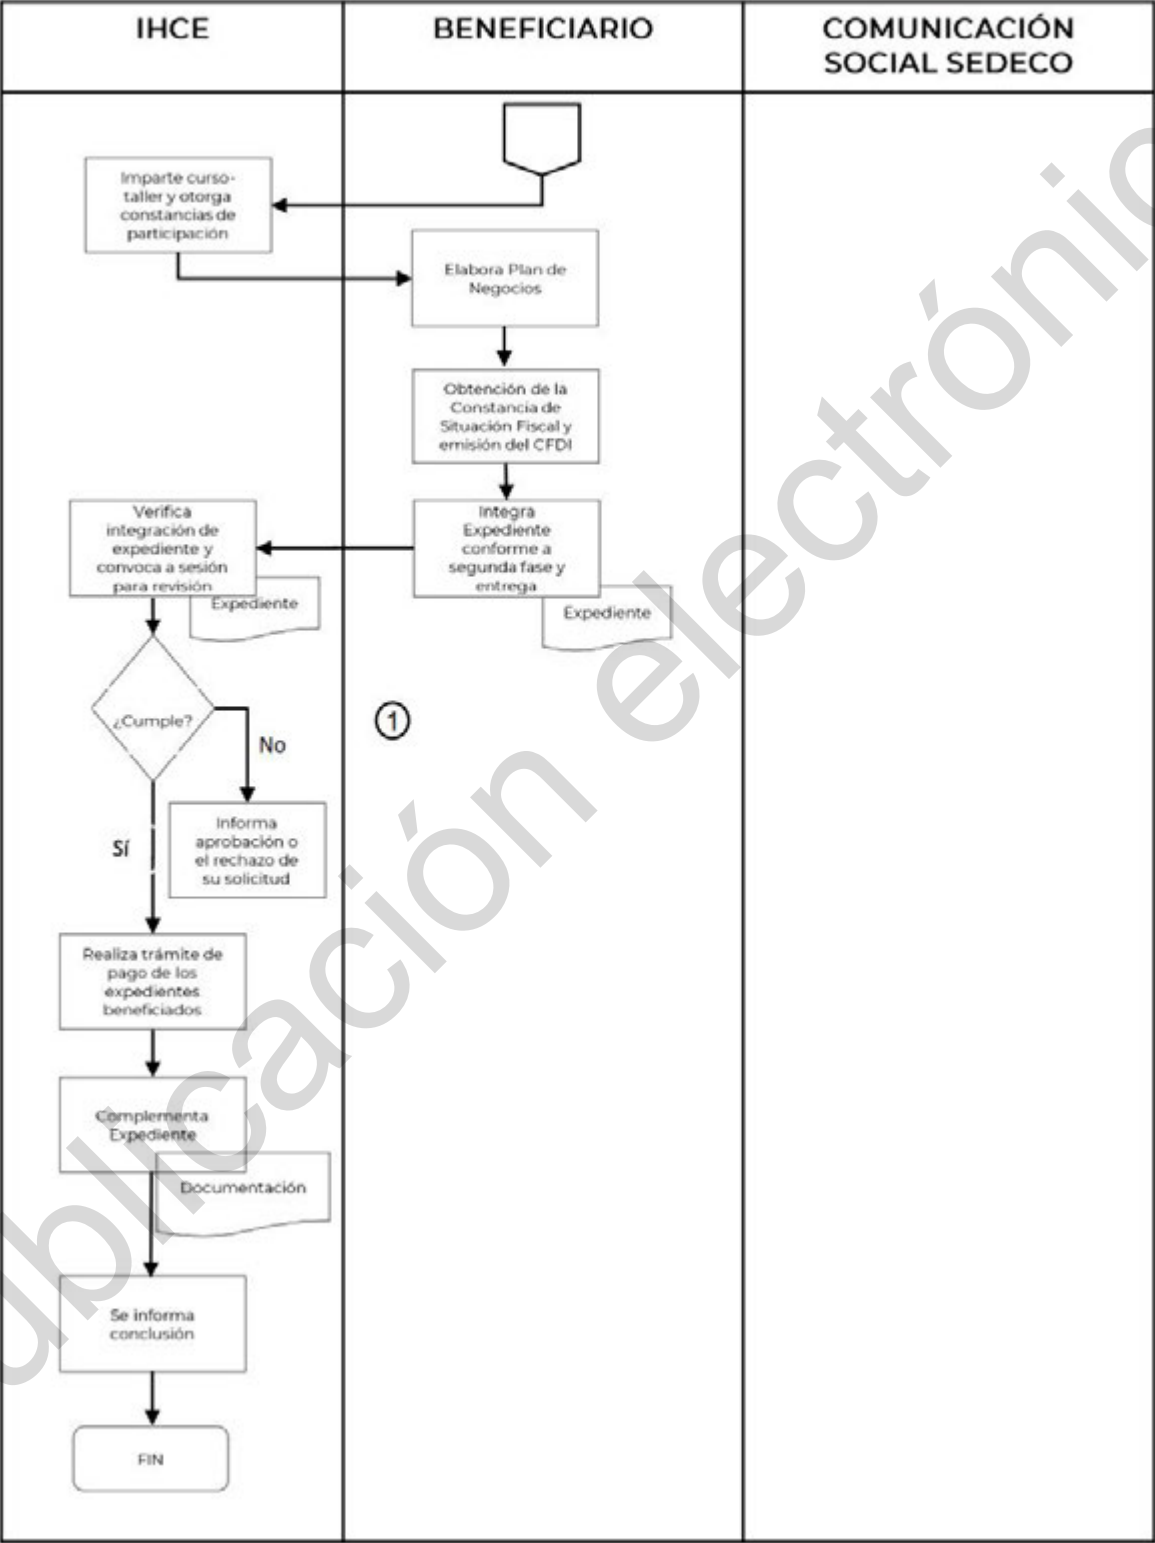 IHCE
BENEFICIARIO
COMUNICACIÓN
SOCIAL SEDECO
Imparte curso-
taller y otorga
constancias de
participación
Elabora Plan de
Negocios
Obtención de la
Constancia de
Situación Fiscal y
emisión del CFDI
Integra
Expediente
conforme a
segunda fase y
entrega
Expediente
Verifica
integración de
expediente y
convoca a sesión
para revisión
Expediente
¿Cumple?
No
1
Informa
aprobación o
el rechazo de
su solicitud
Sí
Realiza trámite de
pago de los
expedientes
beneficiados
Complementa
Expediente
Documentación
Se informa
conclusión
FIN
ublicación electrónic